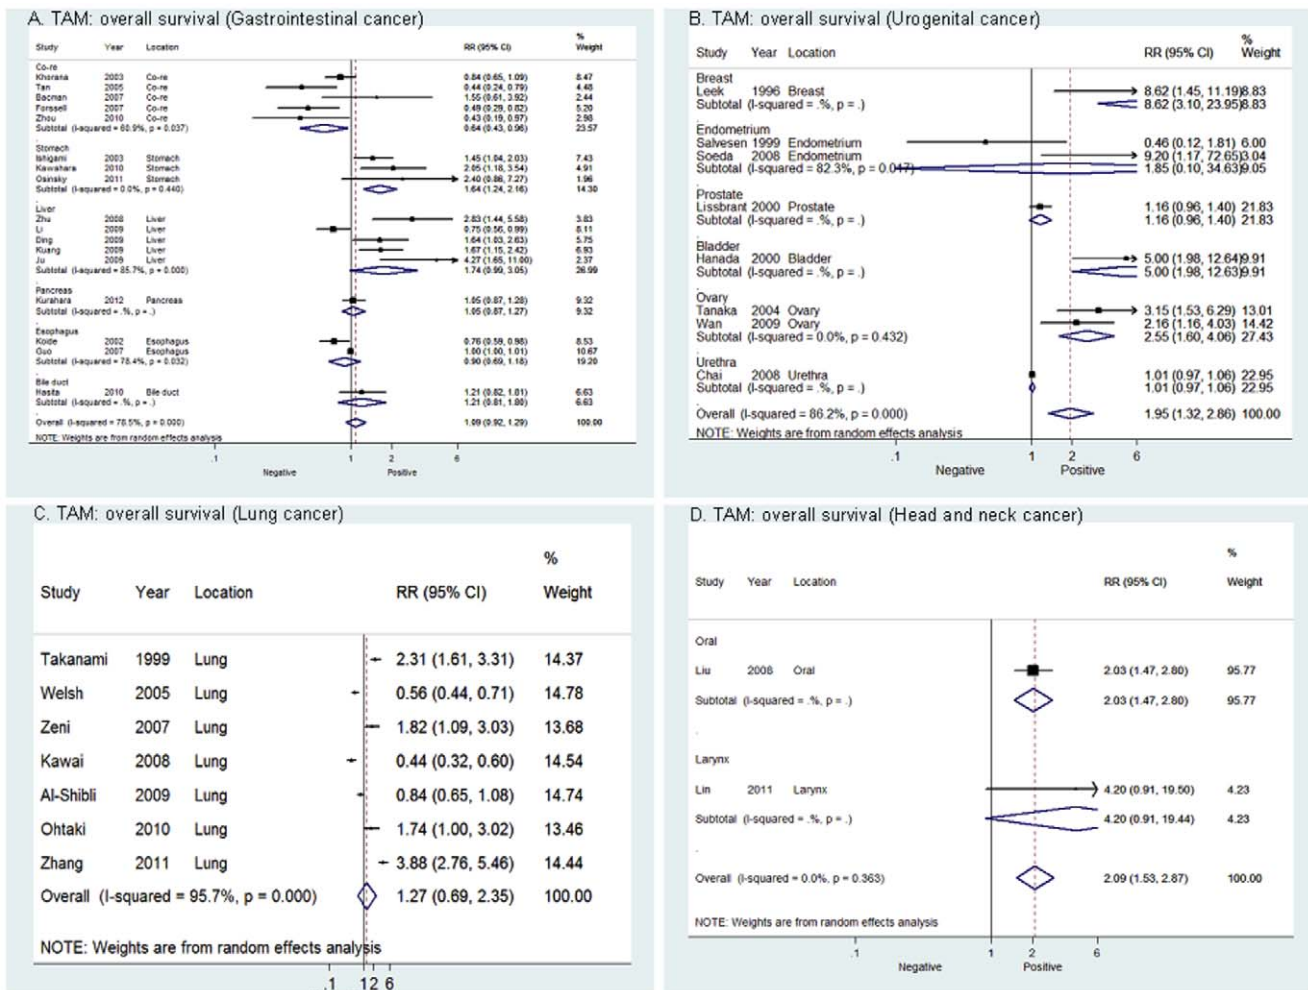 A. TAM: overall survival (Gastrointestinal cancer)
%
Study Year Location RR (95% CI) Weight
Co-re
Khorana 2003 Co-re 0.84 (0.65, 1.09) 8.47
Tan 2005 Co-re 0.44 (0.24, 0.79) 4.48
Bacman 2007 Co-re 1.55 (0.61, 3.92) 2.44
Forssell 2007 Co-re 0.49 (0.29, 0.82) 5.20
Zhou 2010 Co-re 0.43 (0.19, 0.97) 2.98
Subtotal (I-squared = 60.9%, p = 0.037) 0.64 (0.43, 0.96) 23.57
.
Stomach
Ishigami 2003 Stomach 1.45 (1.04, 2.03) 7.43
Kawahara 2010 Stomach 2.05 (1.18, 3.54) 4.91
Osinsky 2011 Stomach 2.40 (0.86, 7.27) 1.96
Subtotal (I-squared = 0.0%, p = 0.440) 1.64 (1.24, 2.16) 14.30
.
Liver
Zhu 2008 Liver 2.83 (1.44, 5.58) 3.83
Li 2009 Liver 0.75 (0.56, 0.99) 8.11
Ding 2009 Liver 1.64 (1.03, 2.63) 5.75
Kuang 2009 Liver 1.67 (1.15, 2.42) 6.93
Ju 2009 Liver 4.27 (1.65, 11.00) 2.37
Subtotal (I-squared = 85.7%, p = 0.000) 1.74 (0.99, 3.05) 26.99
.
Pancreas
Kurahara 2012 Pancreas 1.05 (0.87, 1.28) 9.32
Subtotal (I-squared = .%, p = .) 1.05 (0.87, 1.27) 9.32
.
Esophagus
Koide 2002 Esophagus 0.76 (0.59, 0.98) 8.53
Guo 2007 Esophagus 1.00 (1.00, 1.01) 10.67
Subtotal (I-squared = 78.4%, p = 0.032) 0.90 (0.69, 1.18) 19.20
.
Bile duct
Hasita 2010 Bile duct 1.21 (0.82, 1.81) 6.63
Subtotal (I-squared = .%, p = .) 1.21 (0.81, 1.80) 6.63
.
Overall (I-squared = 78.5%, p = 0.000) 1.09 (0.92, 1.29) 100.00
NOTE: Weights are from random effects analysis
.1 1 2 6
Negative Positive
B. TAM: overall survival (Urogenital cancer)
%
Study Year Location RR (95% CI) Weight
Breast
Leek 1996 Breast 8.62 (1.45, 11.19) 8.83
Subtotal (I-squared = .%, p = .) 8.62 (3.10, 23.95) 8.83
.
Endometrium
Salvesen 1999 Endometrium 0.46 (0.12, 1.81) 6.00
Soeda 2008 Endometrium 9.20 (1.17, 72.65) 3.04
Subtotal (I-squared = 82.3%, p = 0.017) 1.85 (0.10, 34.63) 9.05
.
Prostate
Lissbrant 2000 Prostate 1.16 (0.96, 1.40) 21.83
Subtotal (I-squared = .%, p = .) 1.16 (0.96, 1.40) 21.83
.
Bladder
Hanada 2000 Bladder 5.00 (1.98, 12.64) 9.91
Subtotal (I-squared = .%, p = .) 5.00 (1.98, 12.63) 9.91
.
Ovary
Tanaka 2004 Ovary 3.15 (1.53, 6.29) 13.01
Wan 2009 Ovary 2.16 (1.16, 4.03) 14.42
Subtotal (I-squared = 0.0%, p = 0.432) 2.55 (1.60, 4.06) 27.43
.
Urethra
Chai 2008 Urethra 1.01 (0.97, 1.06) 22.95
Subtotal (I-squared = .%, p = .) 1.01 (0.97, 1.06) 22.95
.
Overall (I-squared = 86.2%, p = 0.000) 1.95 (1.32, 2.86) 100.00
NOTE: Weights are from random effects analysis
.1 1 2 6
Negative Positive
C. TAM: overall survival (Lung cancer)
%
Study Year Location RR (95% CI) Weight
Takanami 1999 Lung 2.31 (1.61, 3.31) 14.37
Welsh 2005 Lung 0.56 (0.44, 0.71) 14.78
Zeni 2007 Lung 1.82 (1.09, 3.03) 13.68
Kawai 2008 Lung 0.44 (0.32, 0.60) 14.54
Al-Shibli 2009 Lung 0.84 (0.65, 1.08) 14.74
Ohtaki 2010 Lung 1.74 (1.00, 3.02) 13.46
Zhang 2011 Lung 3.88 (2.76, 5.46) 14.44
Overall (I-squared = 95.7%, p = 0.000) 1.27 (0.69, 2.35) 100.00
NOTE: Weights are from random effects analysis
.1 1 2 6
D. TAM: overall survival (Head and neck cancer)
%
Study Year Location RR (95% CI) Weight
Oral
Liu 2008 Oral 2.03 (1.47, 2.80) 95.77
Subtotal (I-squared = .%, p = .) 2.03 (1.47, 2.80) 95.77
.
Larynx
Lin 2011 Larynx 4.20 (0.91, 19.50) 4.23
Subtotal (I-squared = .%, p = .) 4.20 (0.91, 19.44) 4.23
.
Overall (I-squared = 0.0%, p = 0.363) 2.09 (1.53, 2.87) 100.00
NOTE: Weights are from random effects analysis
.1 1 2 6
Negative Positive